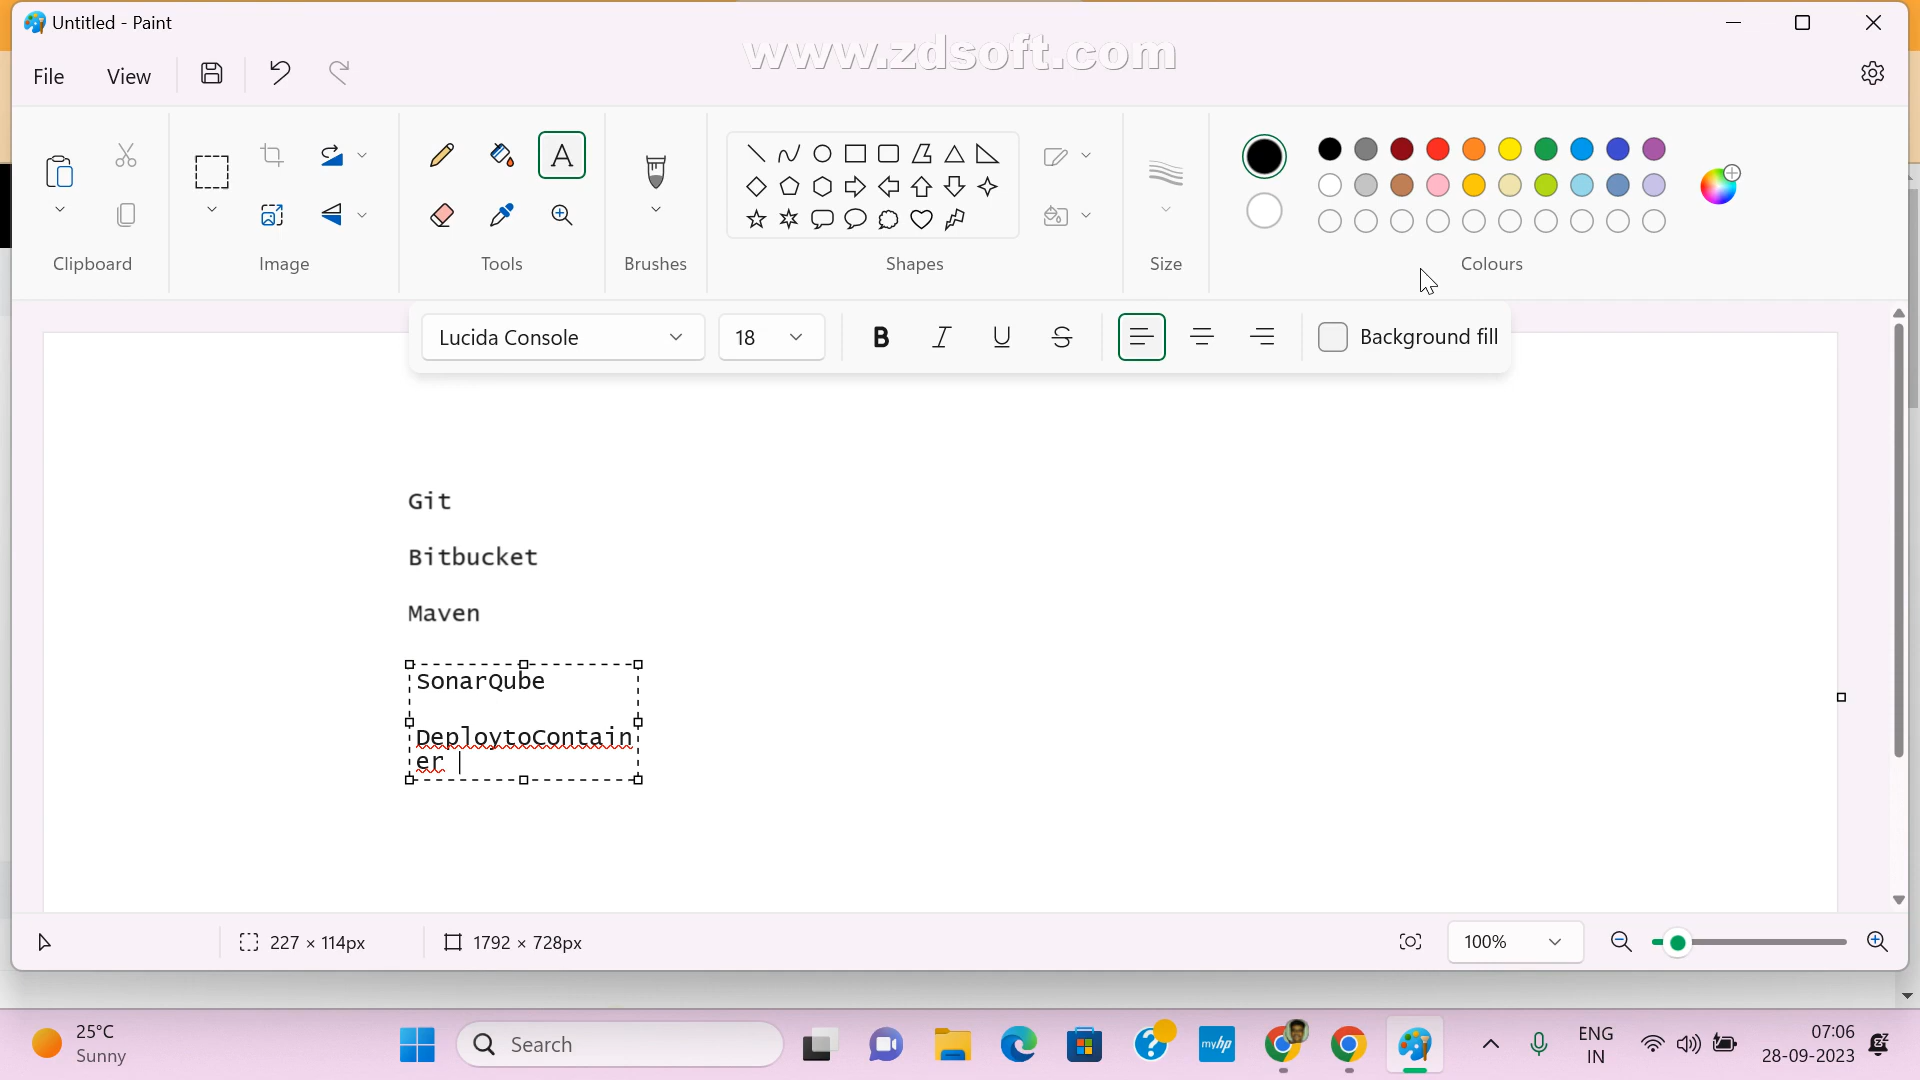 Untitled - Paint
www.zdsoft.com
File View
Clipboard
Image
Tools
Brushes
Shapes
Size
Colours
Lucida Console
18
B I U S
Background fill
Git
Bitbucket
Maven
SonarQube
DeploytoContain
er
227 × 114px
1792 × 728px
100%
25°C
Sunny
Search
myhp
ENG
IN
07:06
28-09-2023